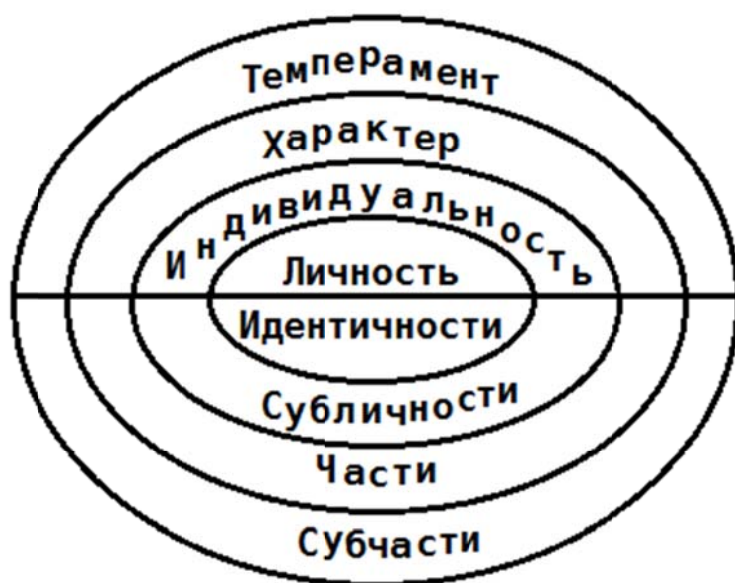 Темперамент
Характер
Индивидуальность
Личность
Идентичности
Субличности
Части
Субчасти